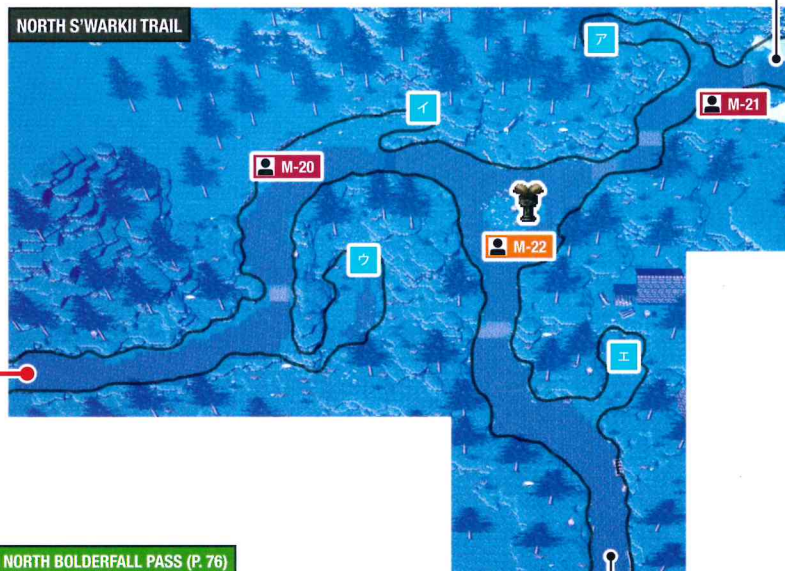 NORTH S'WARKII TRAIL
ア
イ
M-21
M-20
M-22
ウ
エ
NORTH BOLDERFALL PASS (P. 76)